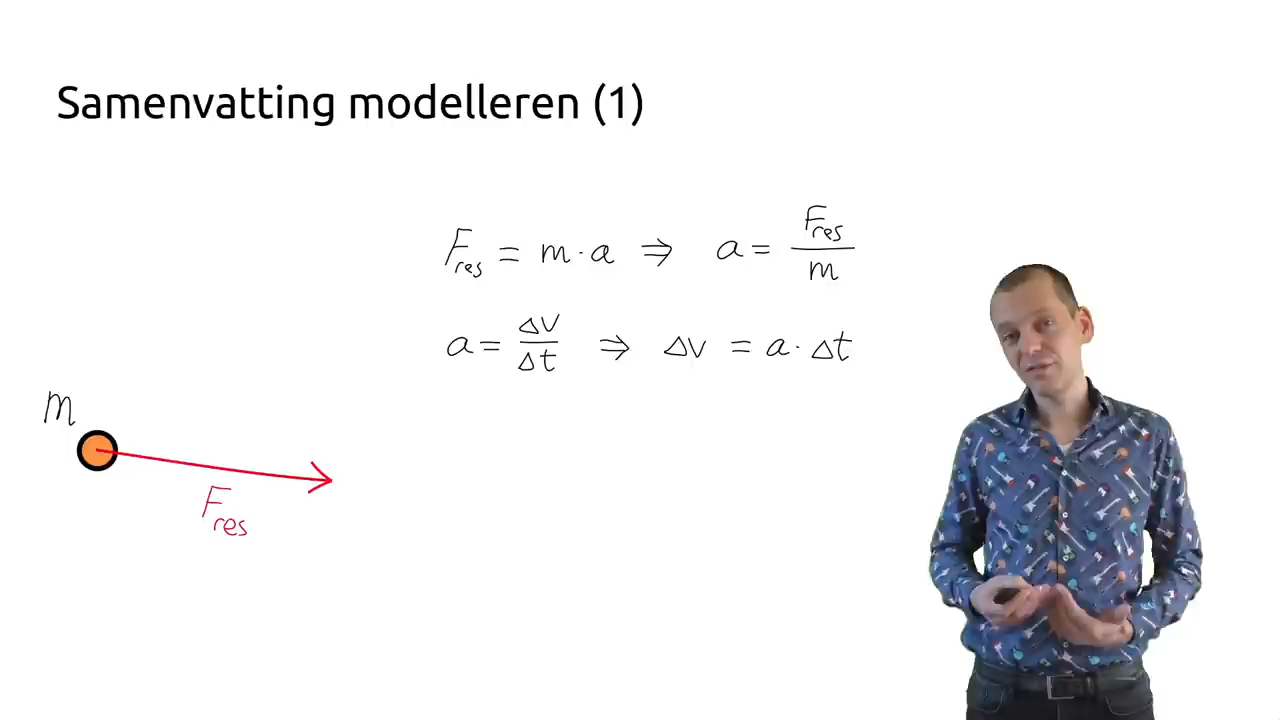 Samenvatting modelleren (1)
F_res = m · a ⇒ a = F_res / m
a = Δv / Δt ⇒ Δv = a · Δt
m
F_res